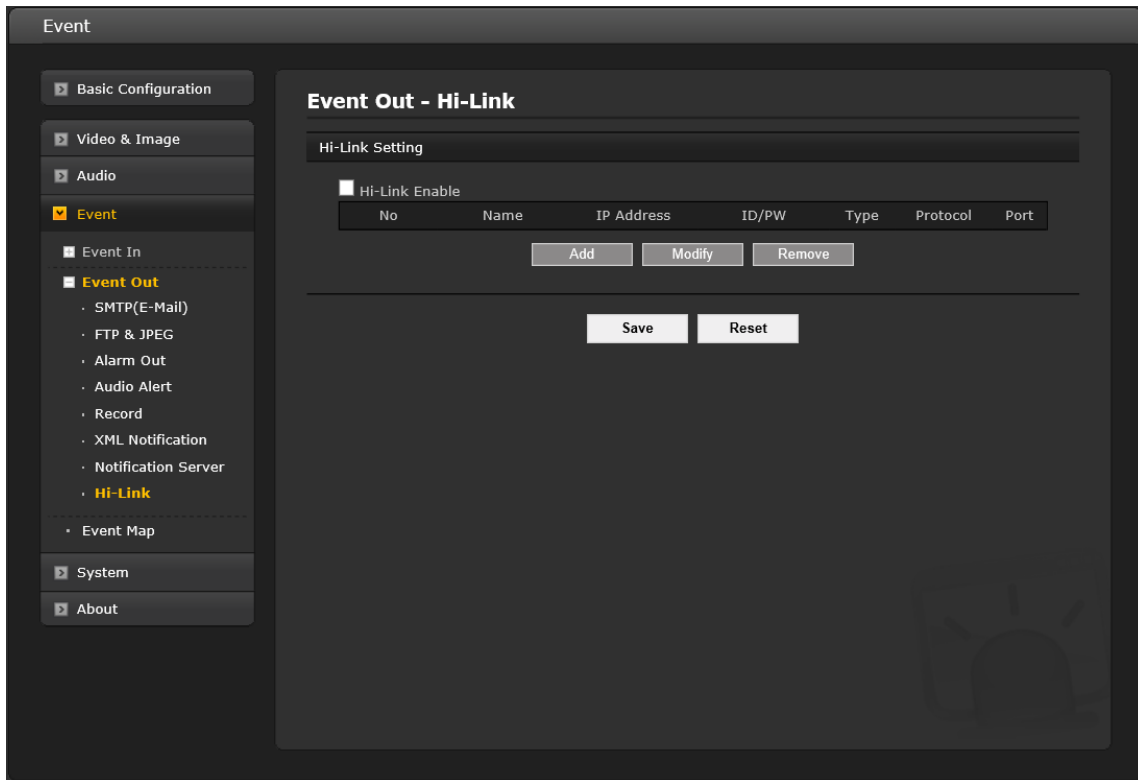 Event
Basic Configuration
Video & Image
Audio
Event
Event In
Event Out
SMTP(E-Mail)
FTP & JPEG
Alarm Out
Audio Alert
Record
XML Notification
Notification Server
Hi-Link
Event Map
System
About
Event Out - Hi-Link
Hi-Link Setting
Hi-Link Enable
No Name IP Address ID/PW Type Protocol Port
Add Modify Remove
Save Reset